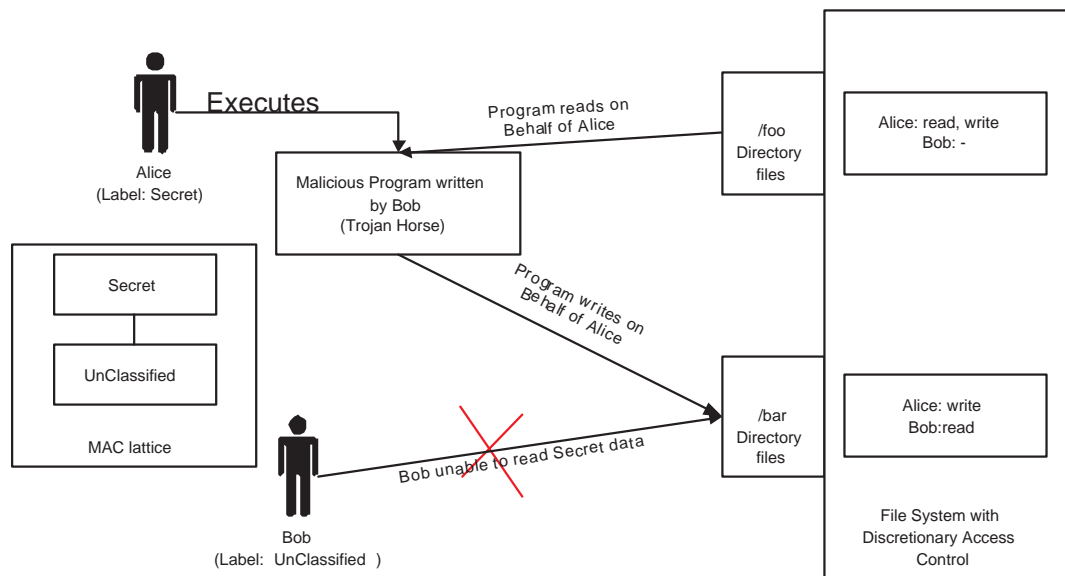 Executes
Alice
(Label: Secret)
Program reads on
Behalf of Alice
/foo
Directory
files
Alice: read, write
Bob: -
Malicious Program written
by Bob
(Trojan Horse)
Secret
UnClassified
MAC lattice
Program writes on
Behalf of Alice
/bar
Directory
files
Alice: write
Bob:read
Bob unable to read Secret data
Bob
(Label: UnClassified )
File System with
Discretionary Access
Control